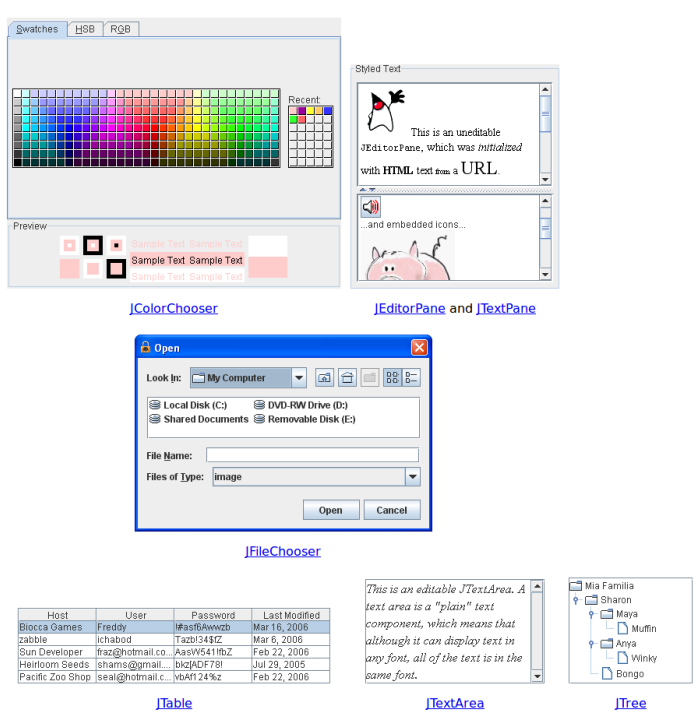 Swatches HSB RGB
Recent:
Preview
Sample Text Sample Text
Sample Text Sample Text
Sample Text Sample Text
JColorChooser
Styled Text
This is an uneditable
JEditorPane, which was initialized
with HTML text from a URL.
...and embedded icons...
JEditorPane and JTextPane
Open
Look In: My Computer
Local Disk (C:) DVD-RW Drive (D:)
Shared Documents Removable Disk (E:)
File Name:
Files of Type: image
Open Cancel
JFileChooser
Host User Password Last Modified
Biocca Games Freddy !#asf6Awwzb Mar 16, 2006
zabble ichabod Tazb!34$fZ Mar 6, 2006
Sun Developer fraz@hotmail.co... AasW541!fbZ Feb 22, 2006
Heirloom Seeds shams@gmail.... bkz[ADF78! Jul 29, 2005
Pacific Zoo Shop seal@hotmail.c... vbAf124%z Feb 22, 2006
JTable
This is an editable JTextArea. A
text area is a "plain" text
component, which means that
although it can display text in
any font, all of the text is in the
same font.
JTextArea
Mia Familia
Sharon
Maya
Muffin
Anya
Winky
Bongo
JTree